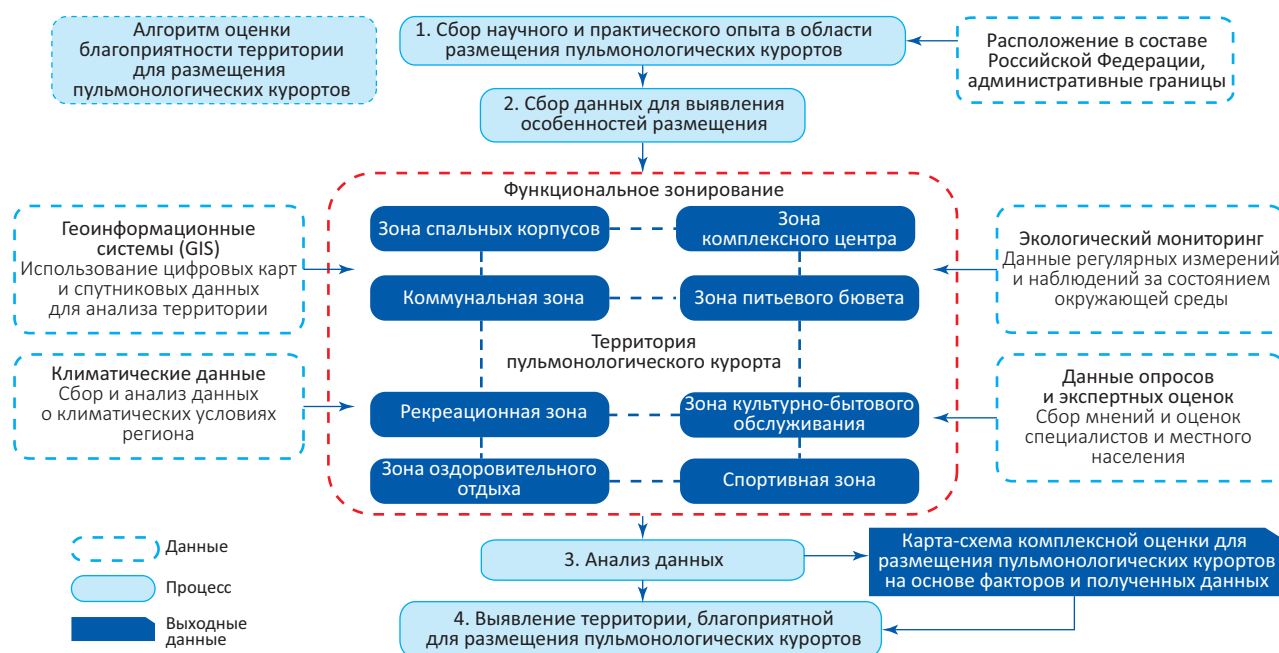 Алгоритм оценки
благоприятности территории
для размещения
пульмонологических курортов
1. Сбор научного и практического опыта в области
размещения пульмонологических курортов
Расположение в составе
Российской Федерации,
административные границы
2. Сбор данных для выявления
особенностей размещения
Функциональное зонирование
Зона спальных корпусов
Зона
комплексного центра
Коммунальная зона
Зона питьевого бювета
Территория
пульмонологического курорта
Рекреационная зона
Зона культурно-бытового
обслуживания
Зона оздоровительного
отдыха
Спортивная зона
Геоинформационные
системы (GIS)
Использование цифровых карт
и спутниковых данных
для анализа территории
Климатические данные
Сбор и анализ данных
о климатических условиях
региона
Экологический мониторинг
Данные регулярных измерений
и наблюдений за состоянием
окружающей среды
Данные опросов
и экспертных оценок
Сбор мнений и оценок
специалистов и местного
населения
3. Анализ данных
Карта-схема комплексной оценки для
размещения пульмонологических курортов
на основе факторов и полученных данных
4. Выявление территории, благоприятной
для размещения пульмонологических курортов
Данные
Процесс
Выходные
данные